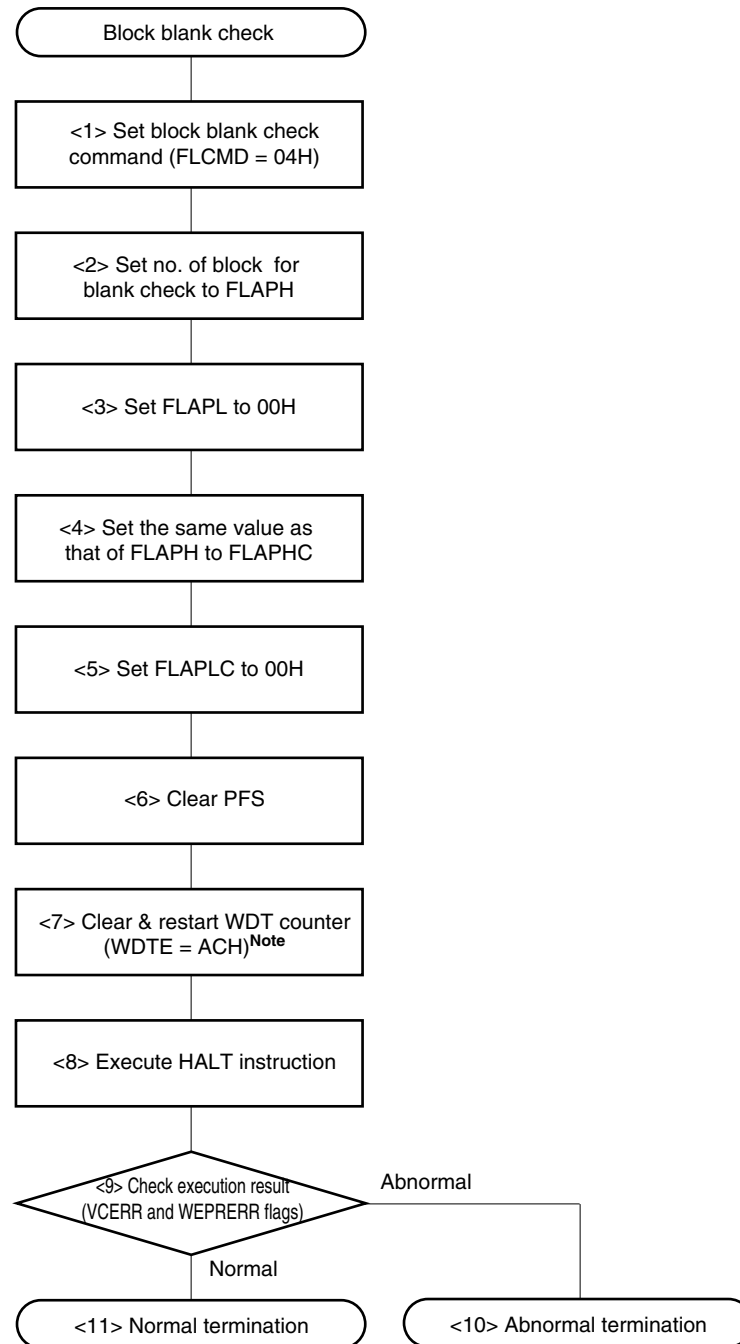 Block blank check
<1> Set block blank check
command (FLCMD = 04H)
<2> Set no. of block for
blank check to FLAPH
<3> Set FLAPL to 00H
<4> Set the same value as
that of FLAPH to FLAPHC
<5> Set FLAPLC to 00H
<6> Clear PFS
<7> Clear & restart WDT counter
(WDTE = ACH)Note
<8> Execute HALT instruction
<9> Check execution result
(VCERR and WEPRERR flags)
Abnormal
Normal
<11> Normal termination
<10> Abnormal termination